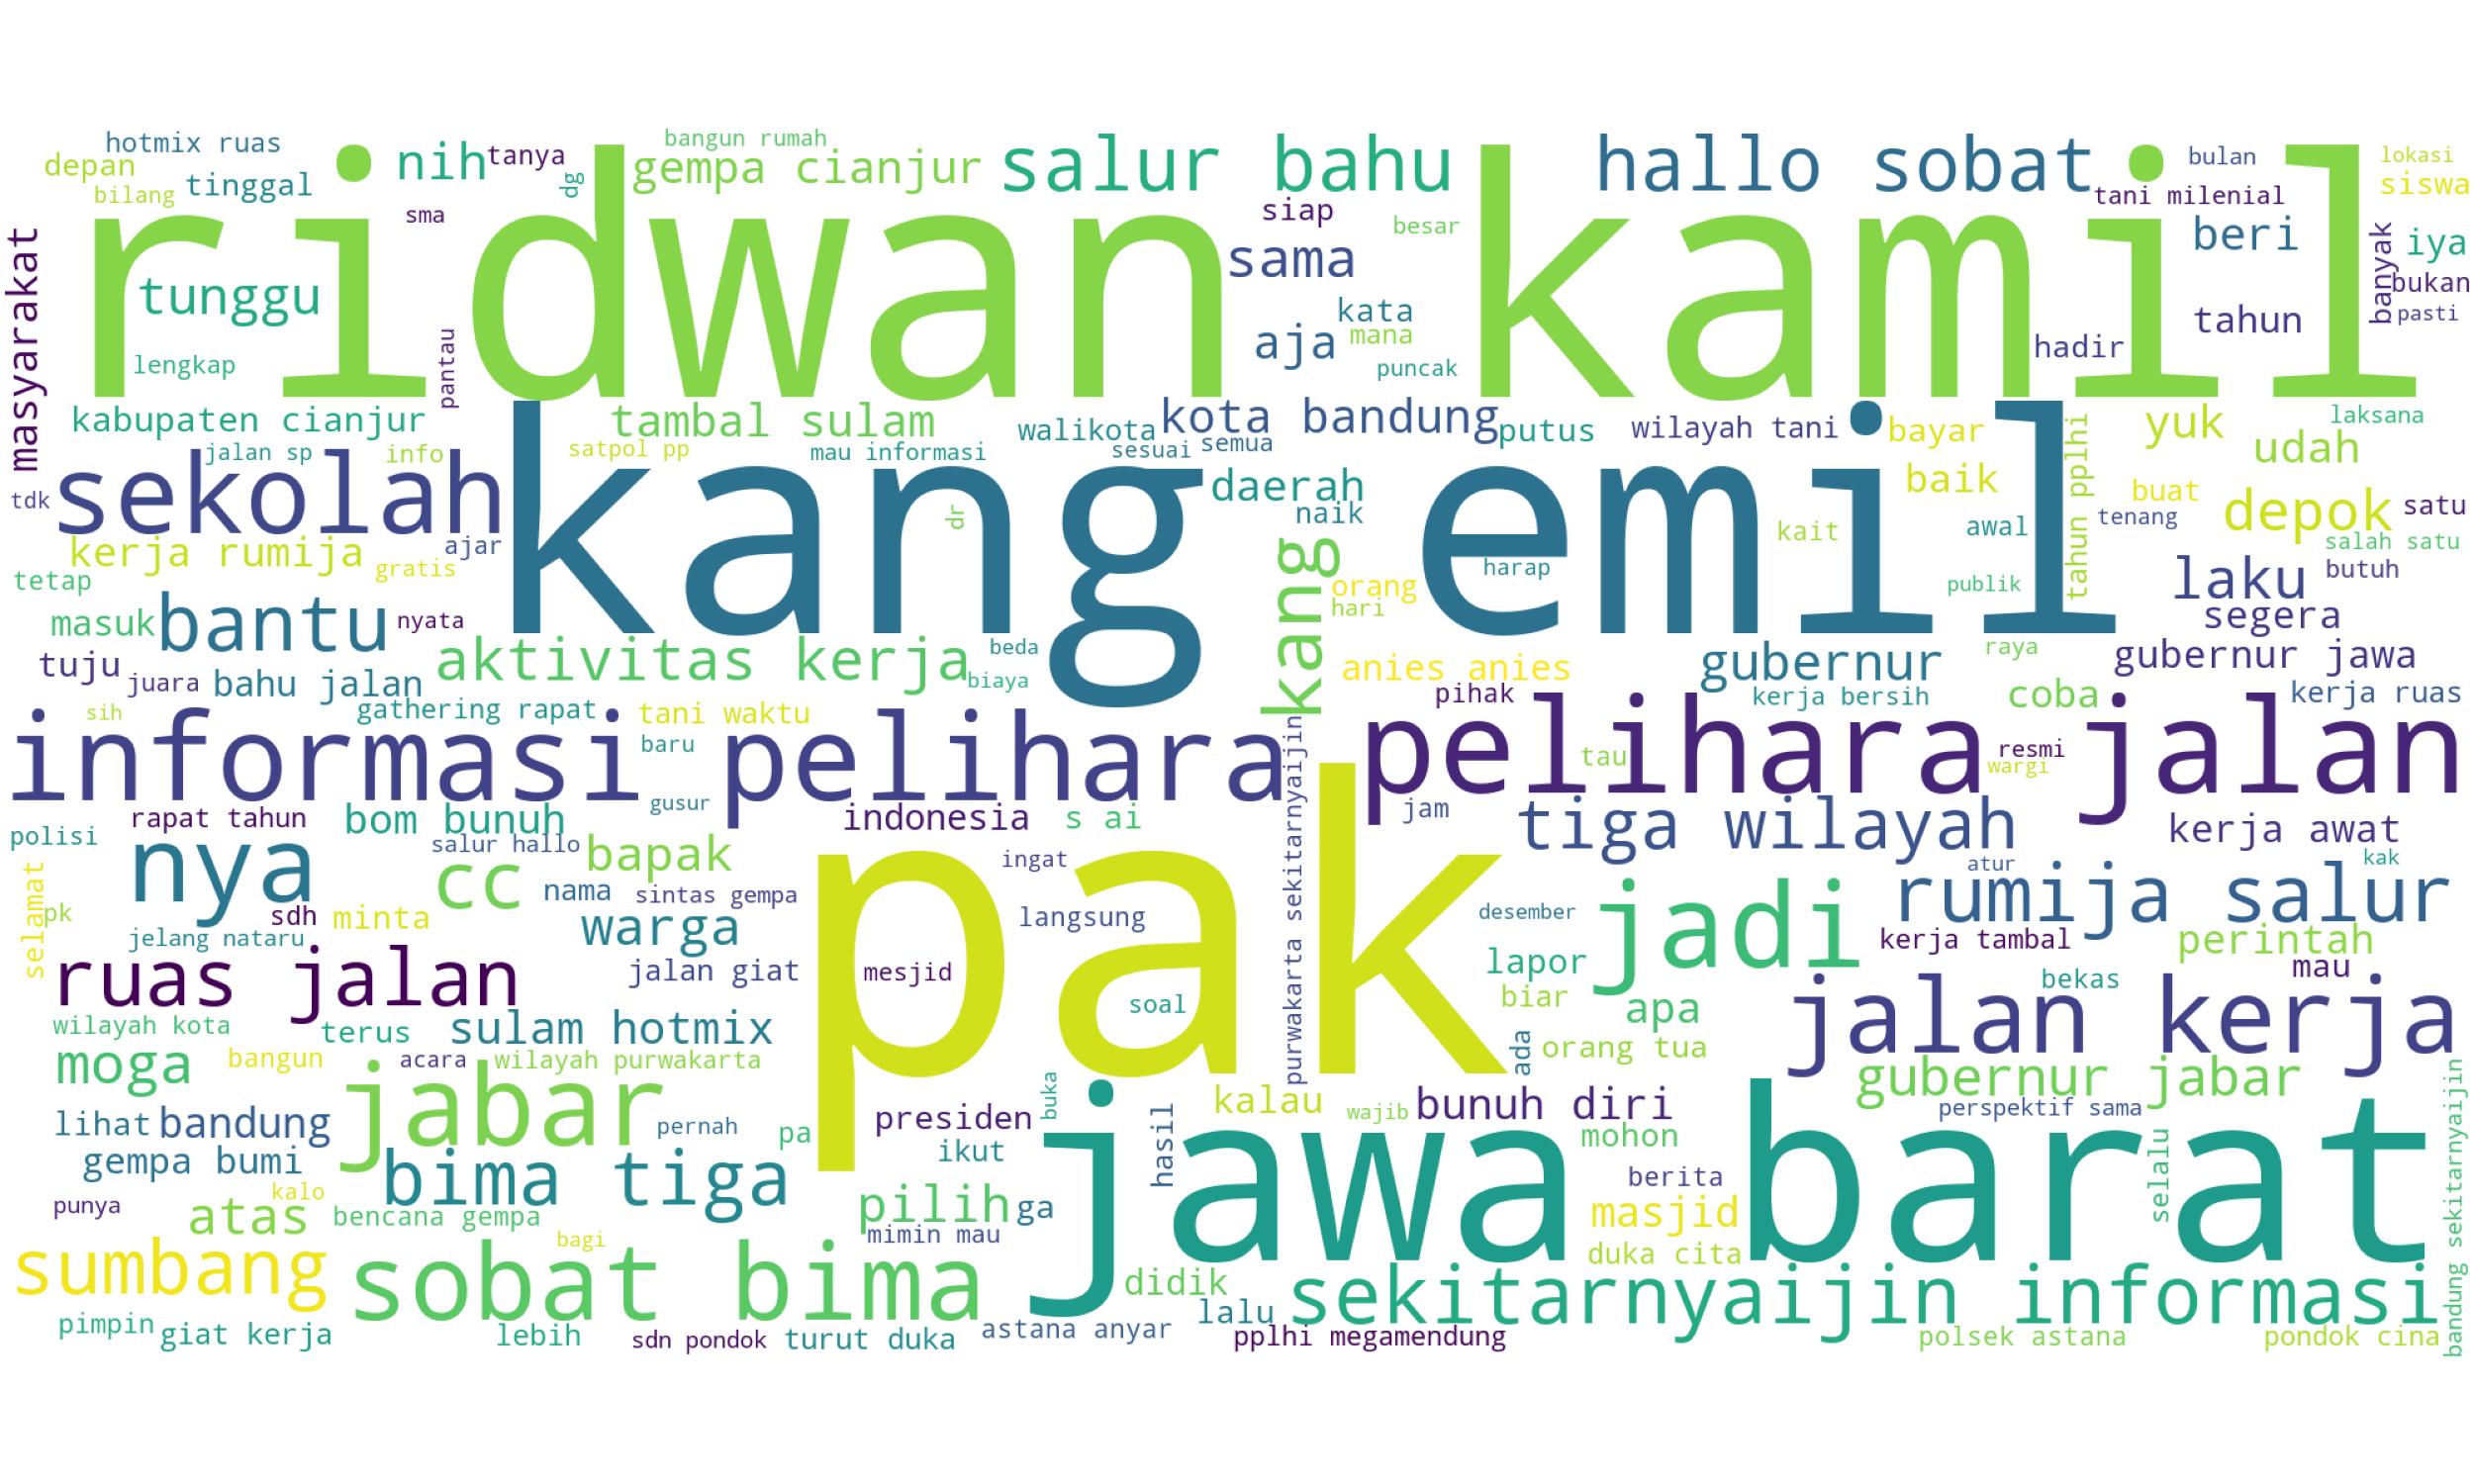 hotmix ruas
bangun rumah
depan
bilang
tinggal
nih
tanya
dg
gempa cianjur
salur bahu
hallo sobat
bulan
lokasi
siswa
tani milenial
sma
siap
besar
ridwan kamil
masyarakat
tunggu
lengkap
pantau
sama
kata
aja
mana
puncak
beri
banyak
iya
bukan
tahun
pasti
hadir
kabupaten cianjur
tambal sulam
walikota
kota bandung
putus
wilayah tani
bayar
yuk
laksana
udah
jalan sp
info
satpol pp
mau informasi
sesuai
semua
tdk
sekolah
kang emil
daerah
naik
dr
baik
tahun pplhi
buat
depok
satu
tenang
kait
awal
salah satu
kerja rumija
ajar
gratis
tetap
kang
orang
hari
harap
publik
laku
butuh
segera
masuk
bantu
nyata
tuju
juara
bahu jalan
aktivitas kerja
beda
biaya
anies anies
gubernur
raya
gubernur jawa
pihak
kerja bersih
coba
kerja ruas
sih
gathering rapat
tani waktu
informasi pelihara
baru
gusur
purwakarta sekitarnyaijin
pelihara jalan
tau
resmi
wargi
polisi
rapat tahun
bom bunuh
salur hallo
indonesia
s ai
jam
tiga wilayah
kerja awat
nya
cc
bapak
ingat
pak
atur
kak
selamat
pk
nama
sintas gempa
sdh
minta
langsung
desember
jadi
rumija salur
jelang nataru
warga
kerja tambal
perintah
ruas jalan
jalan giat
mesjid
lapor
bekas
mau
biar
soal
apa
jalan kerja
wilayah kota
terus
sulam hotmix
ada
orang tua
moga
bangun
acara
wilayah purwakarta
jabar
gubernur jabar
bandung sekitarnyaijin
lihat
bandung
pernah
pa
presiden
buka
hasil
kalau
wajib
bunuh diri
perspektif sama
mohon
gempa bumi
bima tiga
ikut
jawa barat
berita
selalu
punya
kalo
atas
bencana gempa
pilih
ga
masjid
mimin mau
bagi
duka cita
sumbang
sobat bima
didik
sekitarnyaijin informasi
pimpin
giat kerja
lebih
sdn pondok
turut duka
astana anyar
lalu
pplhi megamendung
polsek astana
pondok cina